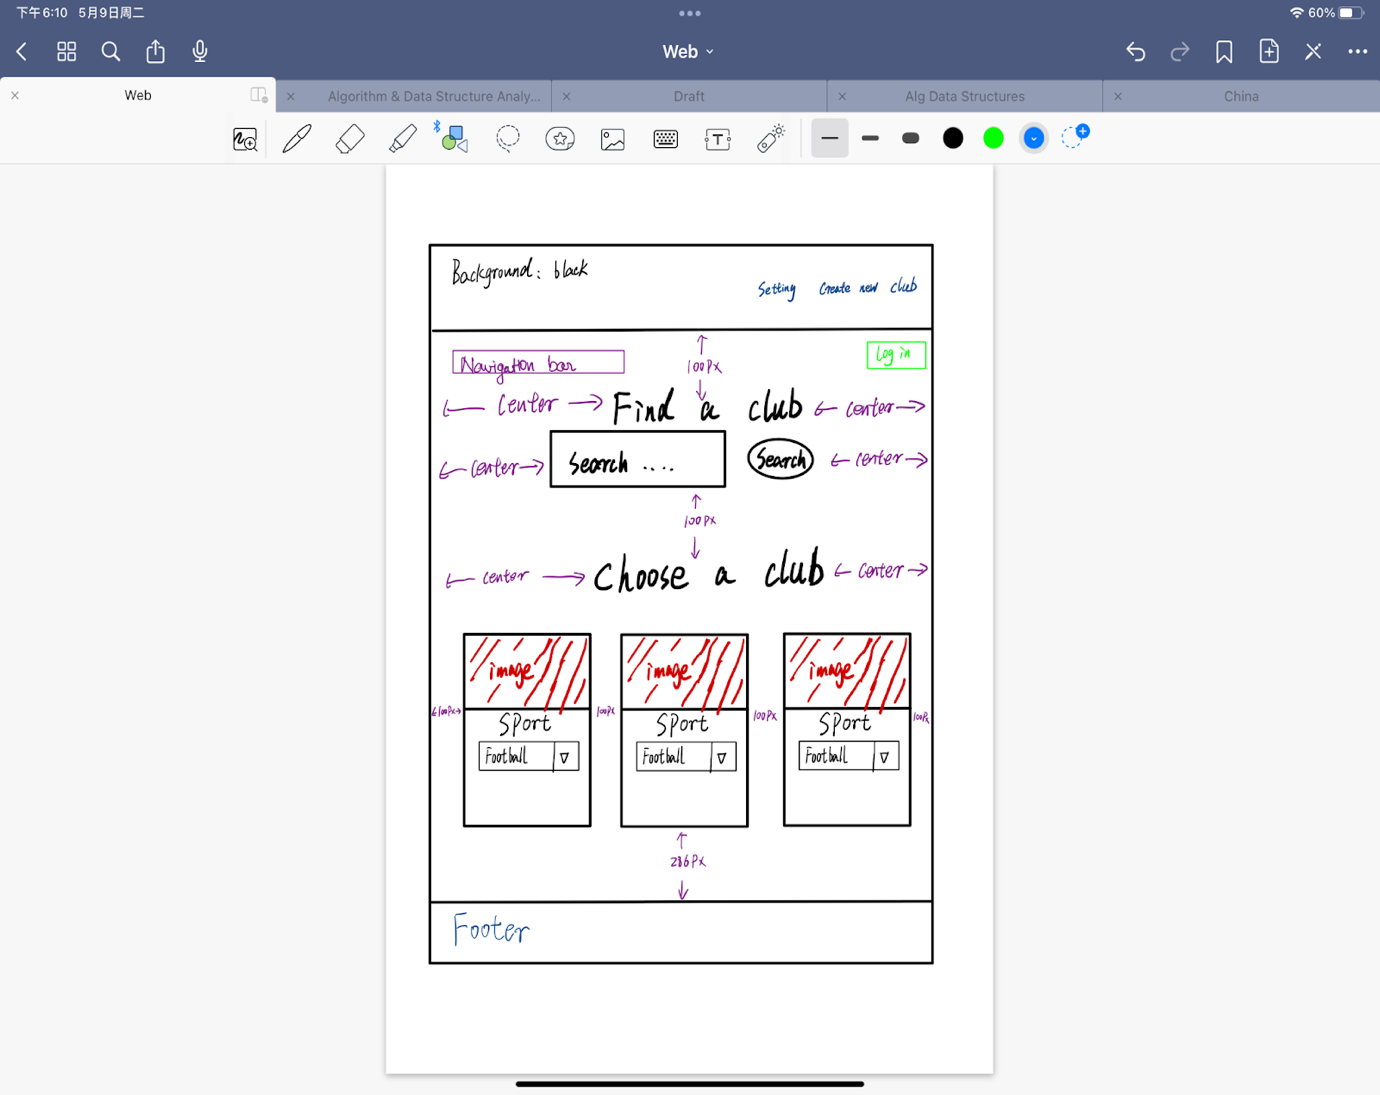 下午6:10 5月9日周二
60%
Web
Web
Algorithm & Data Structure Analy...
Draft
Alg Data Structures
China
T
Background: black
Setting Create new club
Navigation bar
100PX
Log in
center Find a club center
center Search .... Search center
100PX
center Choose a club center
image image image
100PX 100PX 100PX 100PX
Sport Sport Sport
Football Football Football
286PX
Footer